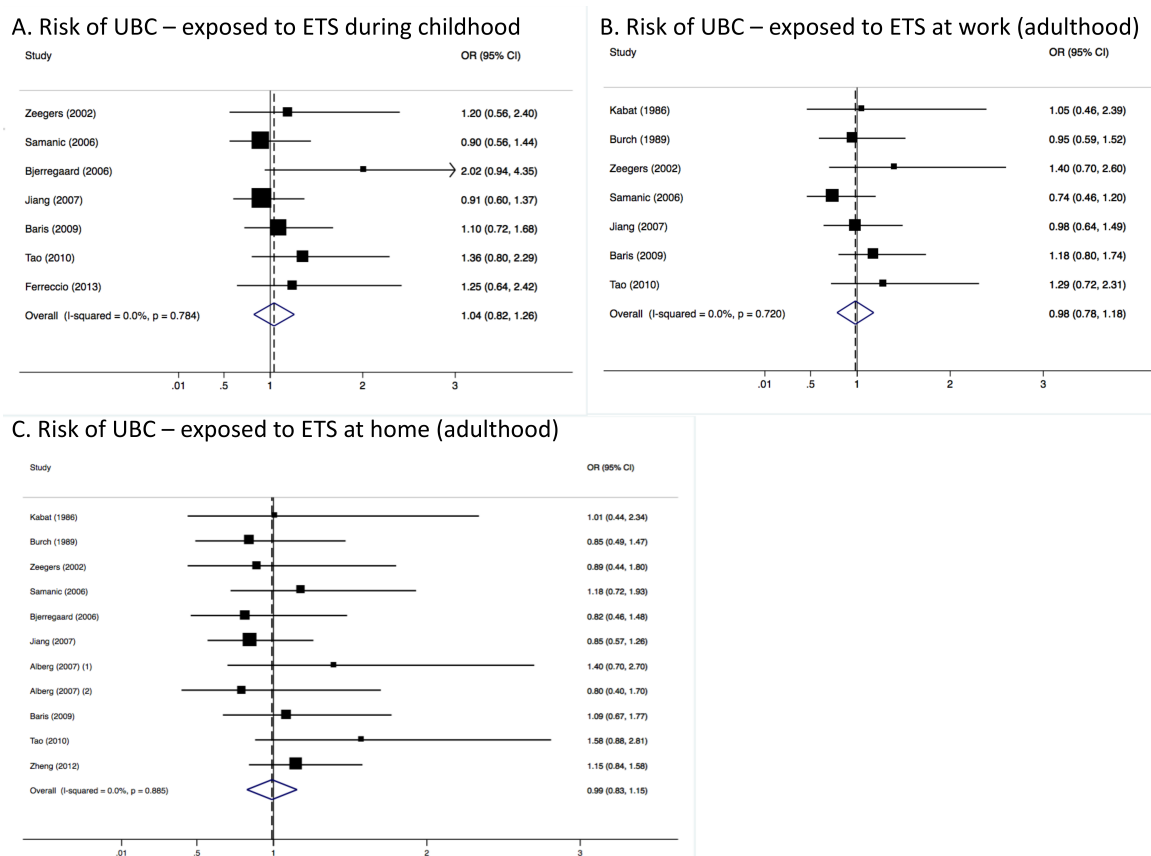 A. Risk of UBC – exposed to ETS during childhood
Study OR (95% CI)
Zeegers (2002) 1.20 (0.56, 2.40)
Samanic (2006) 0.90 (0.56, 1.44)
Bjerregaard (2006) 2.02 (0.94, 4.35)
Jiang (2007) 0.91 (0.60, 1.37)
Baris (2009) 1.10 (0.72, 1.68)
Tao (2010) 1.36 (0.80, 2.29)
Ferreccio (2013) 1.25 (0.64, 2.42)
Overall (I-squared = 0.0%, p = 0.784) 1.04 (0.82, 1.26)
.01 .5 1 2 3
B. Risk of UBC – exposed to ETS at work (adulthood)
Study OR (95% CI)
Kabat (1986) 1.05 (0.46, 2.39)
Burch (1989) 0.95 (0.59, 1.52)
Zeegers (2002) 1.40 (0.70, 2.60)
Samanic (2006) 0.74 (0.46, 1.20)
Jiang (2007) 0.98 (0.64, 1.49)
Baris (2009) 1.18 (0.80, 1.74)
Tao (2010) 1.29 (0.72, 2.31)
Overall (I-squared = 0.0%, p = 0.720) 0.98 (0.78, 1.18)
.01 .5 1 2 3
C. Risk of UBC – exposed to ETS at home (adulthood)
Study OR (95% CI)
Kabat (1986) 1.01 (0.44, 2.34)
Burch (1989) 0.85 (0.49, 1.47)
Zeegers (2002) 0.89 (0.44, 1.80)
Samanic (2006) 1.18 (0.72, 1.93)
Bjerregaard (2006) 0.82 (0.46, 1.48)
Jiang (2007) 0.85 (0.57, 1.26)
Alberg (2007) (1) 1.40 (0.70, 2.70)
Alberg (2007) (2) 0.80 (0.40, 1.70)
Baris (2009) 1.09 (0.67, 1.77)
Tao (2010) 1.58 (0.88, 2.81)
Zheng (2012) 1.15 (0.84, 1.58)
Overall (I-squared = 0.0%, p = 0.885) 0.99 (0.83, 1.15)
.01 .5 1 2 3